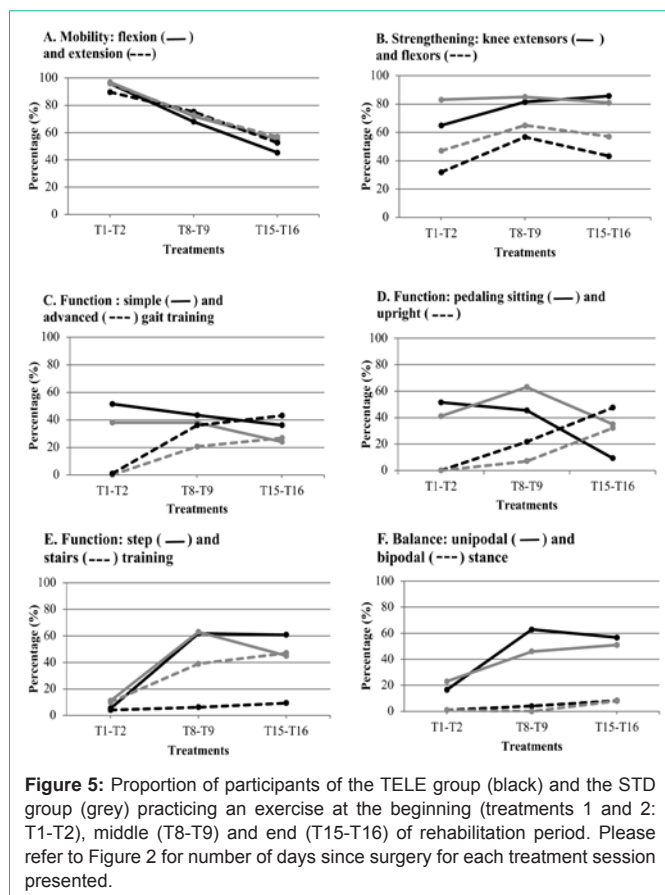 A. Mobility: flexion (—)
and extension (---)
Percentage (%)
100
80
60
40
20
0
T1-T2 T8-T9 T15-T16
Treatments
B. Strengthening: knee extensors (— )
and flexors (---)
Percentage (%)
100
80
60
40
20
0
T1-T2 T8-T9 T15-T16
Treatments
C. Function : simple (—) and
advanced (---) gait training
Percentage (%)
100
80
60
40
20
0
T1-T2 T8-T9 T15-T16
Treatments
D. Function: pedaling sitting (—) and
upright (---)
Percentage (%)
100
80
60
40
20
0
T1-T2 T8-T9 T15-T16
Treatments
E. Function: step (—) and
stairs (---) training
Percentage (%)
100
80
60
40
20
0
T1-T2 T8-T9 T15-T16
Treatments
F. Balance: unipodal (—) and
bipodal (---) stance
Percentage (%)
100
80
60
40
20
0
T1-T2 T8-T9 T15-T16
Treatments
Figure 5: Proportion of participants of the TELE group (black) and the STD
group (grey) practicing an exercise at the beginning (treatments 1 and 2:
T1-T2), middle (T8-T9) and end (T15-T16) of rehabilitation period. Please
refer to Figure 2 for number of days since surgery for each treatment session
presented.